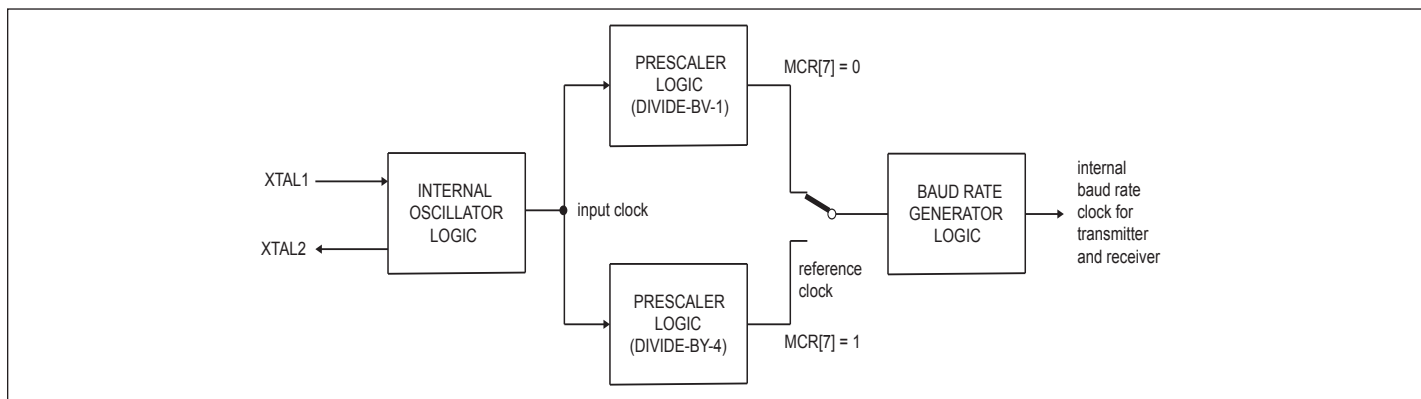 PRESCALER
LOGIC
(DIVIDE-BV-1)
MCR[7] = 0
XTAL1
XTAL2
INTERNAL
OSCILLATOR
LOGIC
input clock
BAUD RATE
GENERATOR
LOGIC
internal
baud rate
clock for
transmitter
and receiver
reference
clock
PRESCALER
LOGIC
(DIVIDE-BY-4)
MCR[7] = 1